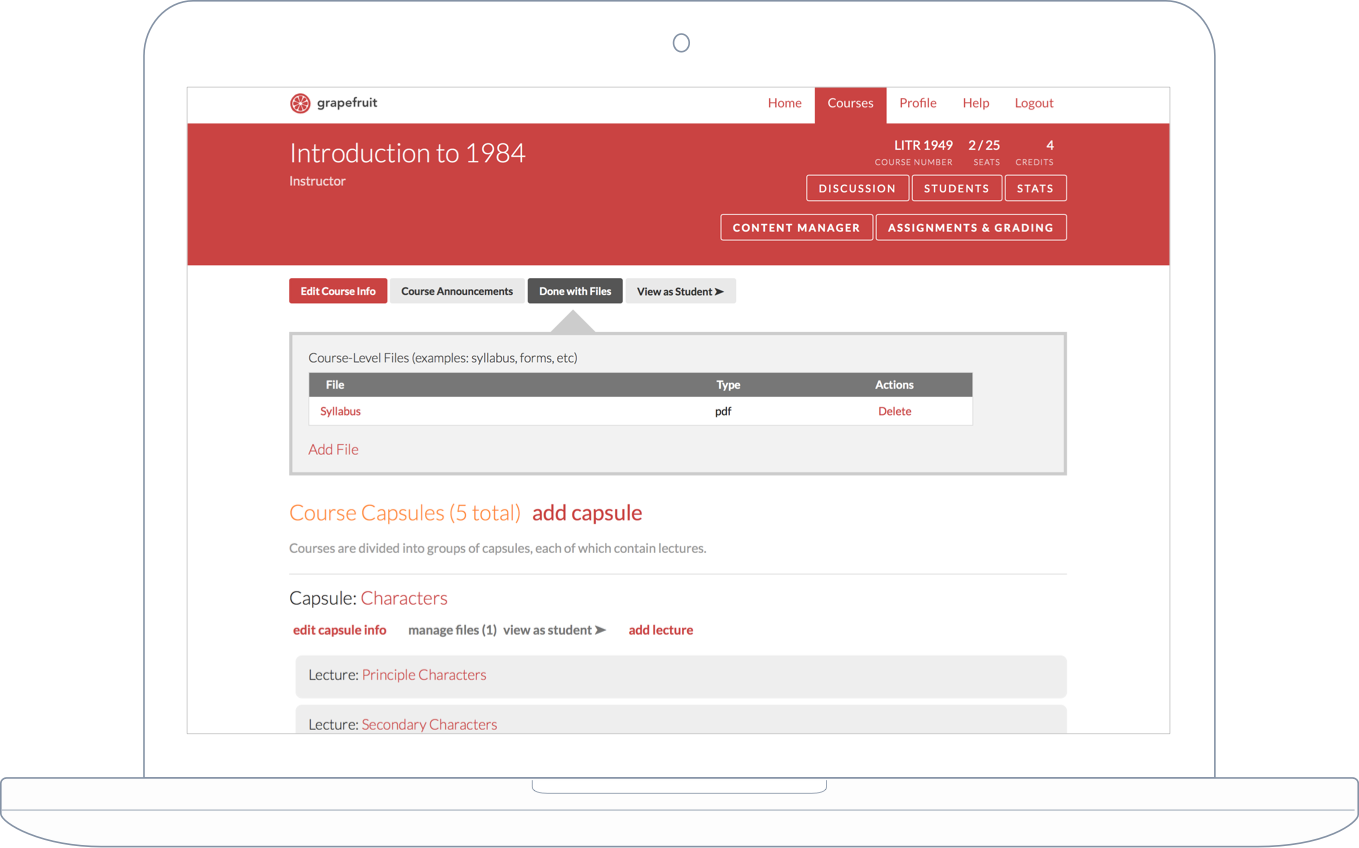 grapefruit
Home Courses Profile Help Logout
Introduction to 1984
Instructor
LITR 1949 2 / 25 4
COURSE NUMBER SEATS CREDITS
DISCUSSION STUDENTS STATS
CONTENT MANAGER ASSIGNMENTS & GRADING
Edit Course Info Course Announcements Done with Files View as Student ➤
Course-Level Files (examples: syllabus, forms, etc)
File Type Actions
Syllabus pdf Delete
Add File
Course Capsules (5 total) add capsule
Courses are divided into groups of capsules, each of which contain lectures.
Capsule: Characters
edit capsule info manage files (1) view as student ➤ add lecture
Lecture: Principle Characters
Lecture: Secondary Characters